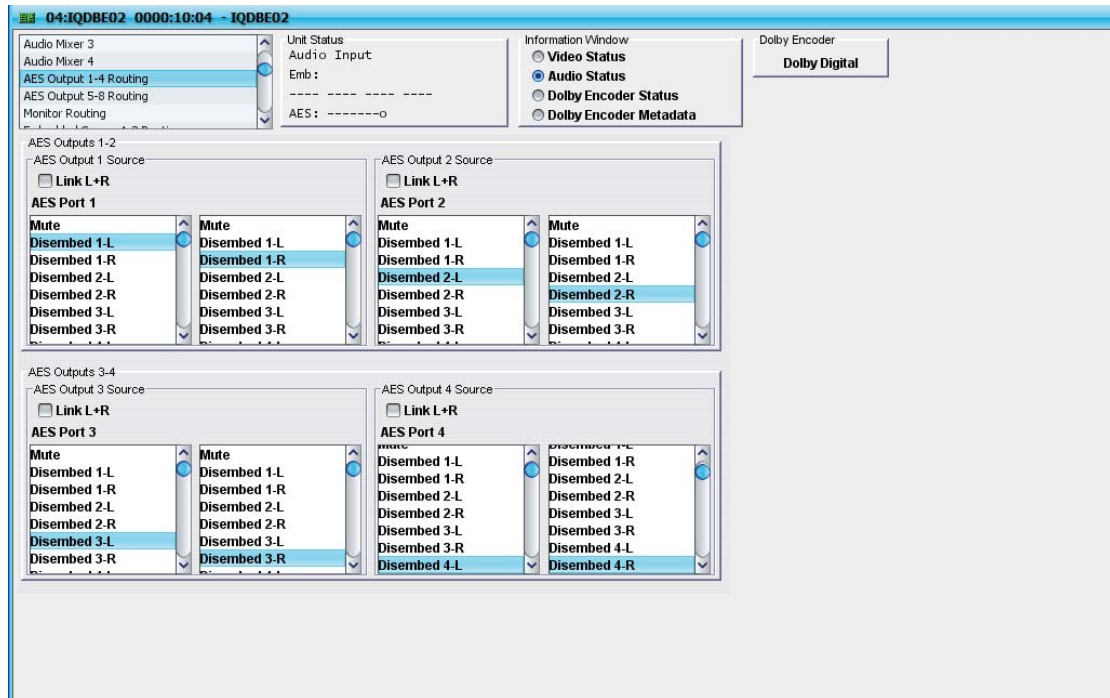 04:IQDBE02 0000:10:04 - IQDBE02
Audio Mixer 3
Audio Mixer 4
AES Output 1-4 Routing
AES Output 5-8 Routing
Monitor Routing
Unit Status
Audio Input
Emb:
---- ---- ---- ----
AES: -------o
Information Window
Video Status
Audio Status
Dolby Encoder Status
Dolby Encoder Metadata
Dolby Encoder
Dolby Digital
AES Outputs 1-2
AES Output 1 Source
Link L+R
AES Port 1
Mute
Disembed 1-L
Disembed 1-R
Disembed 2-L
Disembed 2-R
Disembed 3-L
Disembed 3-R
Mute
Disembed 1-L
Disembed 1-R
Disembed 2-L
Disembed 2-R
Disembed 3-L
Disembed 3-R
AES Output 2 Source
Link L+R
AES Port 2
Mute
Disembed 1-L
Disembed 1-R
Disembed 2-L
Disembed 2-R
Disembed 3-L
Disembed 3-R
Mute
Disembed 1-L
Disembed 1-R
Disembed 2-L
Disembed 2-R
Disembed 3-L
Disembed 3-R
AES Outputs 3-4
AES Output 3 Source
Link L+R
AES Port 3
Mute
Disembed 1-L
Disembed 1-R
Disembed 2-L
Disembed 2-R
Disembed 3-L
Disembed 3-R
Mute
Disembed 1-L
Disembed 1-R
Disembed 2-L
Disembed 2-R
Disembed 3-L
Disembed 3-R
AES Output 4 Source
Link L+R
AES Port 4
Disembed 1-L
Disembed 1-R
Disembed 2-L
Disembed 2-R
Disembed 3-L
Disembed 3-R
Disembed 4-L
Disembed 1-R
Disembed 2-L
Disembed 2-R
Disembed 3-L
Disembed 3-R
Disembed 4-L
Disembed 4-R